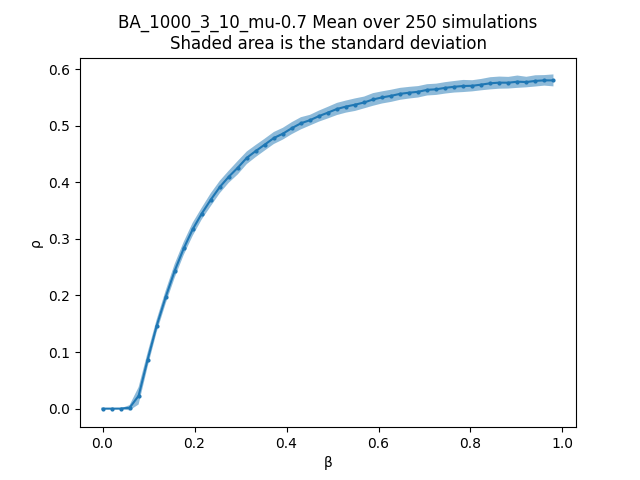 BA_1000_3_10_mu-0.7 Mean over 250 simulations
Shaded area is the standard deviation
0.6
0.5
0.4
0.3
0.2
0.1
0.0
ρ
0.0 0.2 0.4 0.6 0.8 1.0
β